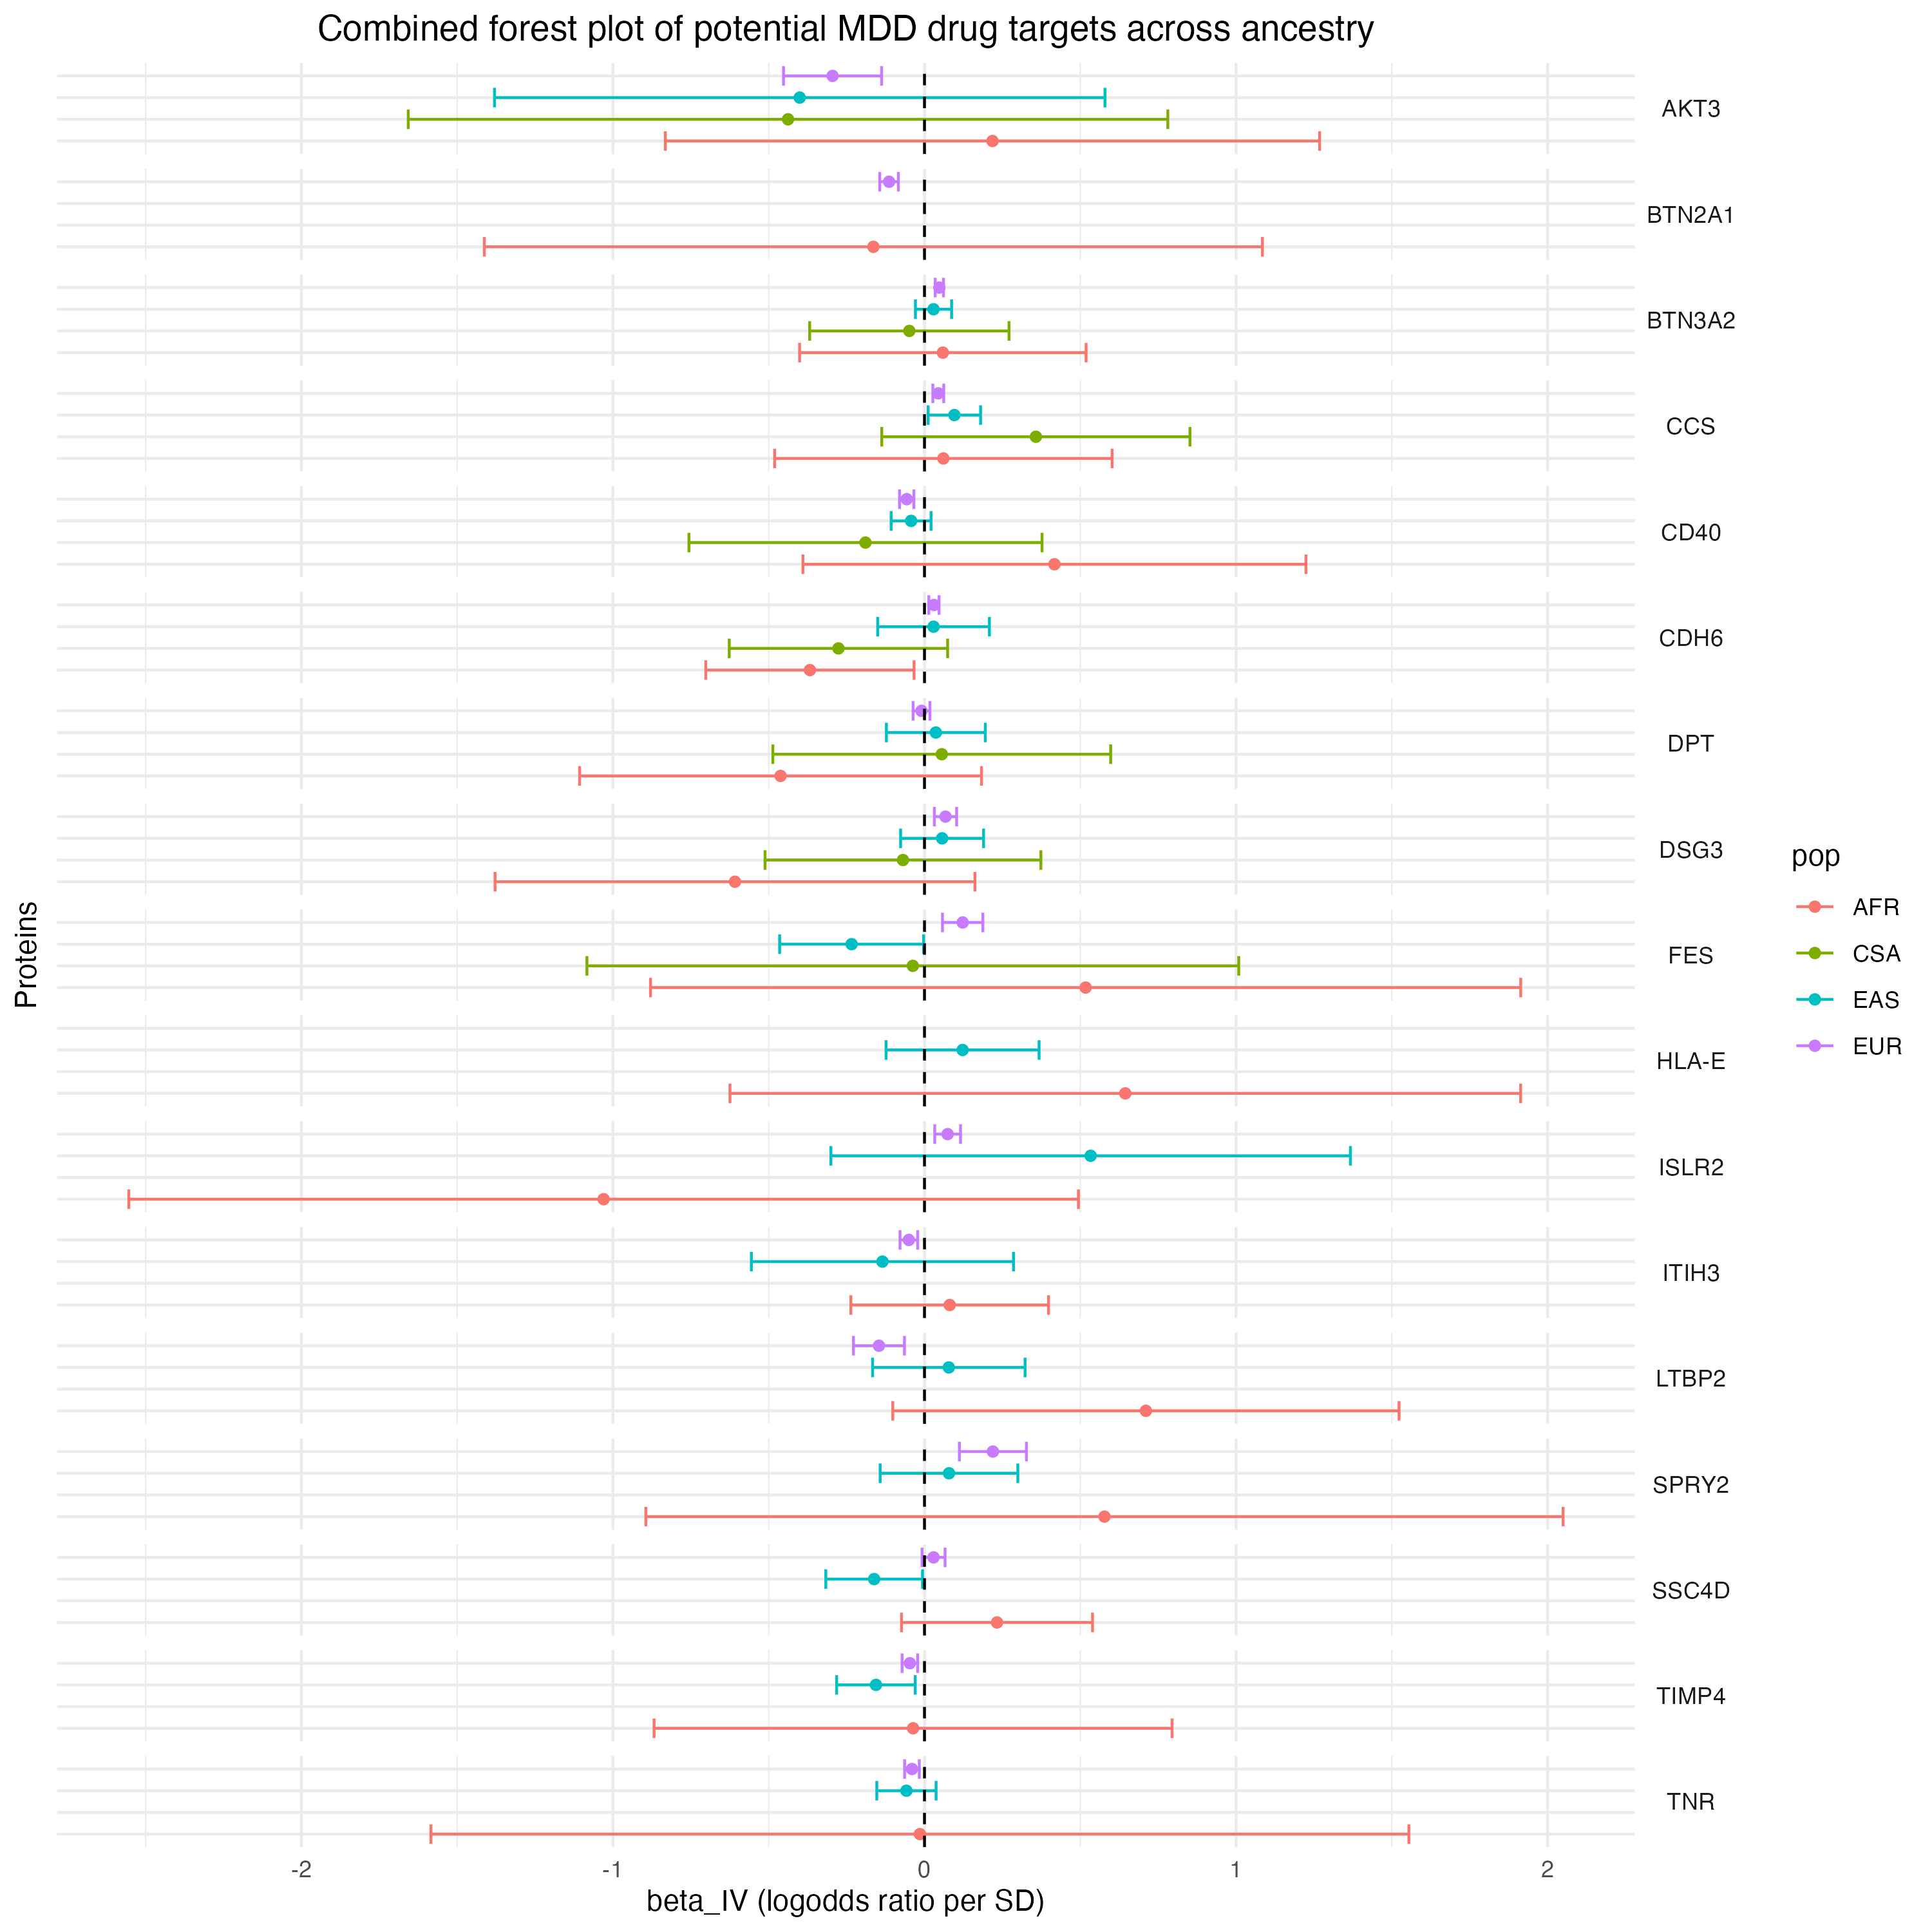 Combined forest plot of potential MDD drug targets across ancestry
AKT3
BTN2A1
BTN3A2
CCS
CD40
CDH6
DPT
DSG3
FES
HLA-E
ISLR2
ITIH3
LTBP2
SPRY2
SSC4D
TIMP4
TNR
Proteins
-2 -1 0 1 2
beta_IV (logodds ratio per SD)
pop
AFR
CSA
EAS
EUR